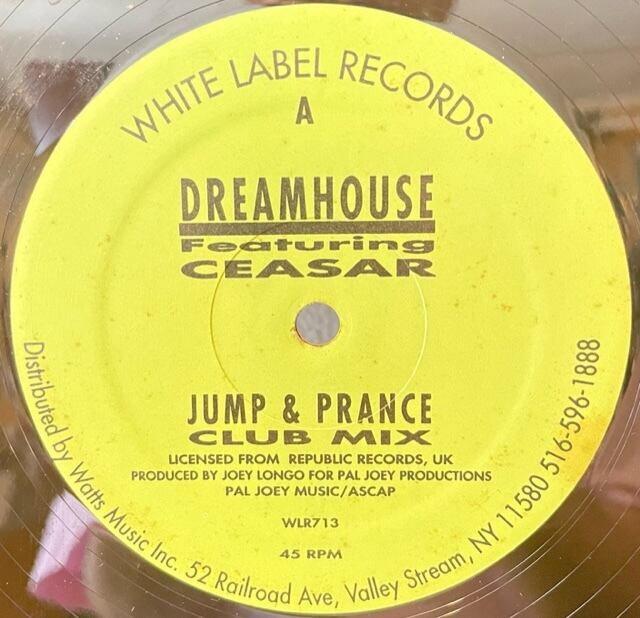 WHITE LABEL RECORDS
A
DREAMHOUSE
Featuring
CEASAR
JUMP & PRANCE
CLUB MIX
LICENSED FROM REPUBLIC RECORDS, UK
PRODUCED BY JOEY LONGO FOR PAL JOEY PRODUCTIONS
PAL JOEY MUSIC/ASCAP
WLR713
45 RPM
Distributed by Watts Music Inc. 52 Railroad Ave, Valley Stream, NY 11580 516-596-1888